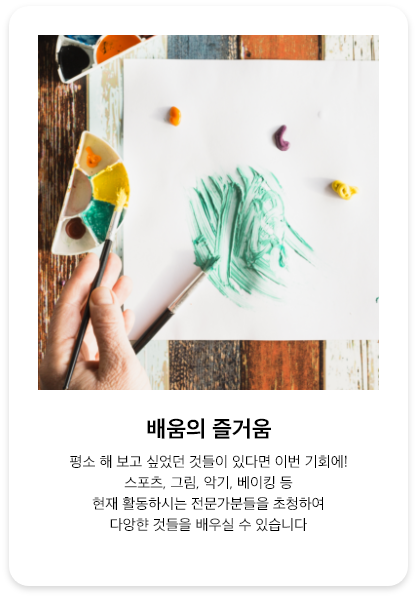 배움의 즐거움
평소 해 보고 싶었던 것들이 있다면 이번 기회에!
스포츠, 그림, 악기, 베이킹 등
현재 활동하시는 전문가분들을 초청하여
다양햔 것들을 배우실 수 있습니다